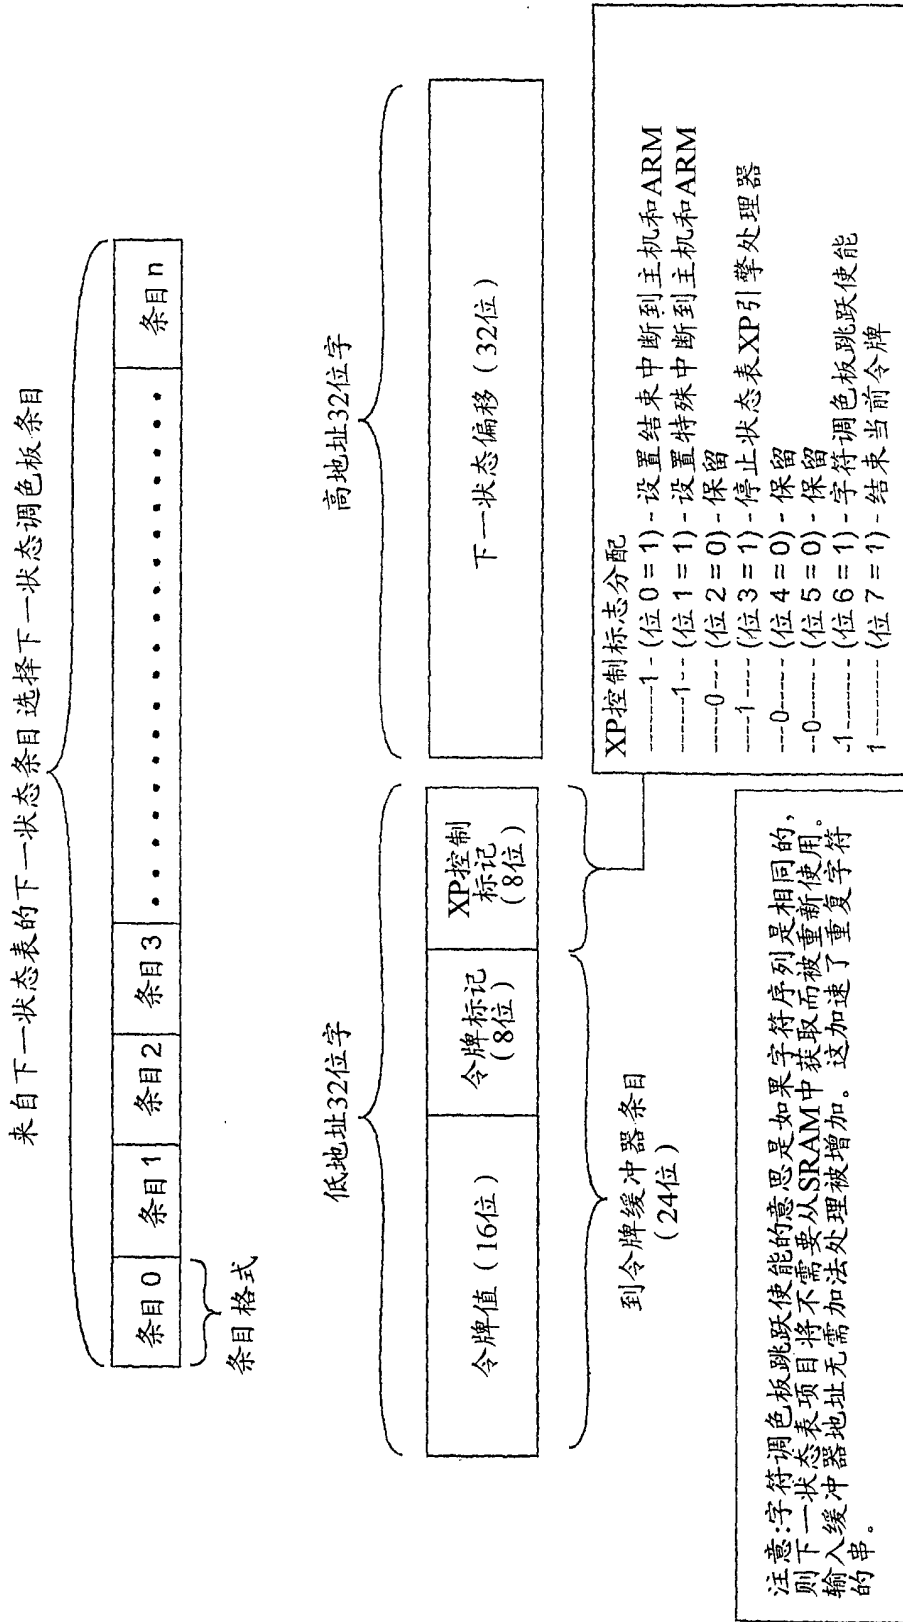 来自下一状态表的下一状态条目选择下一状态调色板条目
条目0
条目1
条目2
条目3
条目n
条目格式
低地址32位字
高地址32位字
令牌值(16位)
令牌标记
(8位)
XP控制
标记
(8位)
下一状态偏移(32位)
到令牌缓冲器条目
(24位)
XP控制标志分配
--------1- (位 0 = 1) - 设置结束中断到主机和ARM
-------1-- (位 1 = 1) - 设置特殊中断到主机和ARM
------0--- (位 2 = 0) - 保留
-----1---- (位 3 = 1) - 停止状态表XP引擎处理器
----0----- (位 4 = 0) - 保留
--0------ (位 5 = 0) - 保留
-1-------- (位 6 = 1) - 字符调色板跳跃使能
1---------- (位 7 = 1) - 结束当前令牌
注意:字符调色板跳跃使能的意思是如果字符序列是相同的,
则下一状态表项目将不需要从SRAM中获取而被重新使用。
输入缓冲器地址无需加法处理被增加。这加速了重复字符
的串。